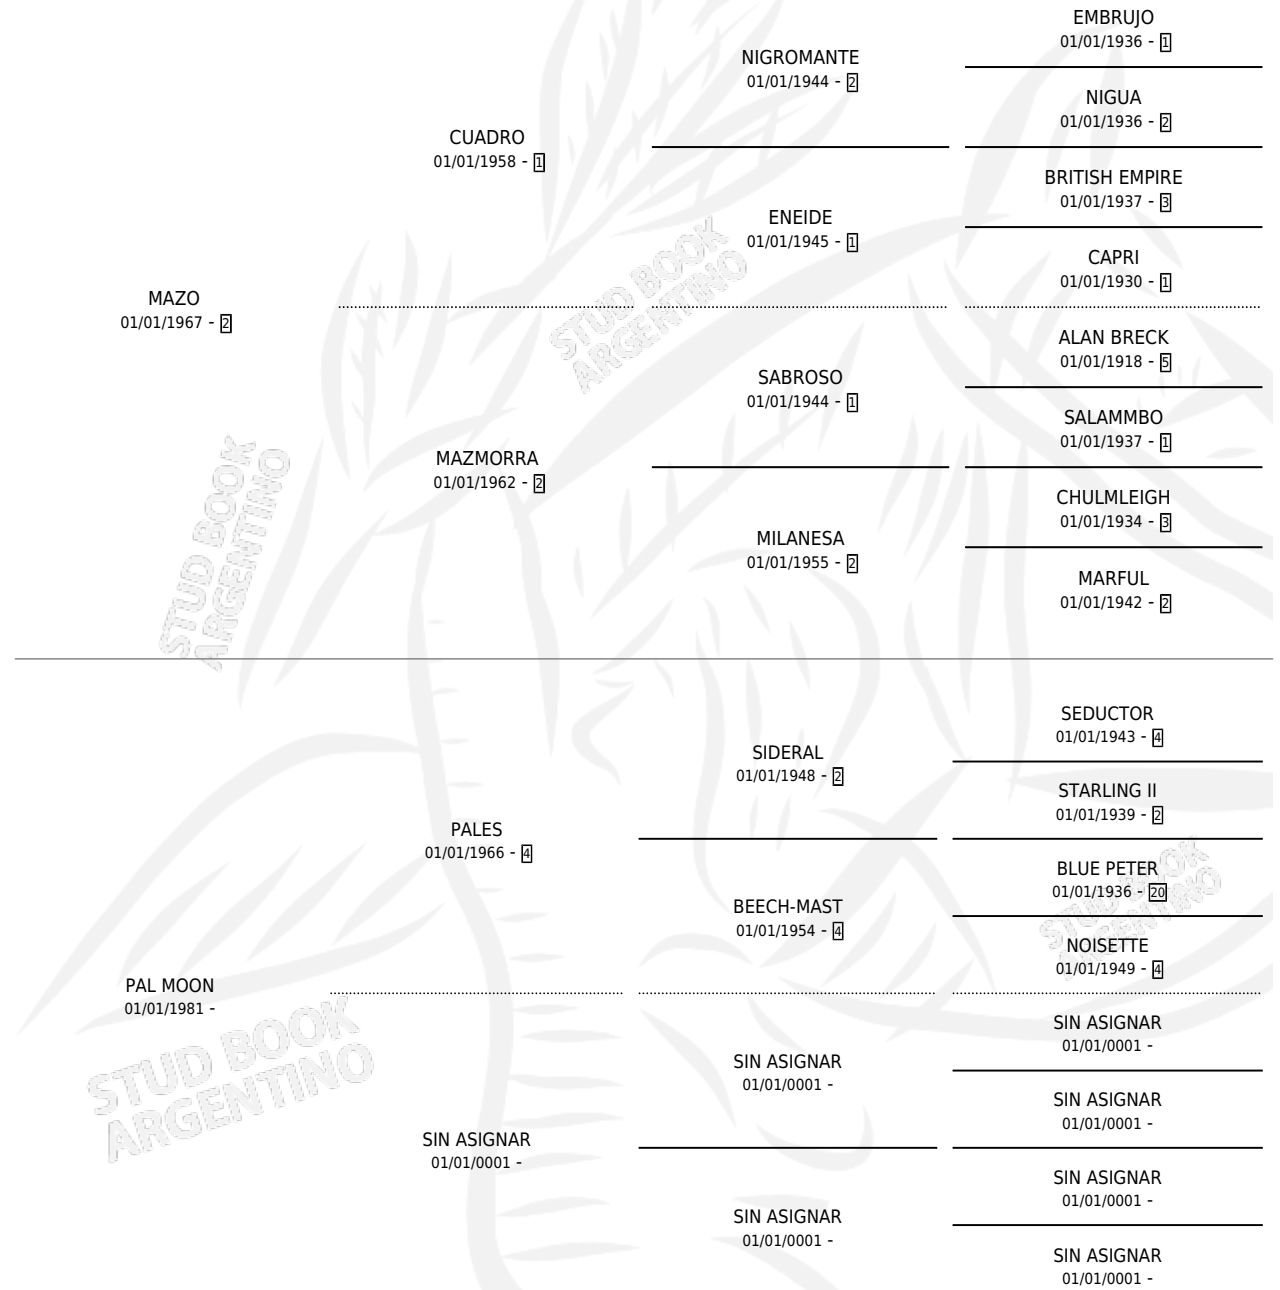 EMBRUJO
01/01/1936 - 1
NIGROMANTE
01/01/1944 - 2
NIGUA
01/01/1936 - 2
CUADRO
01/01/1958 - 1
BRITISH EMPIRE
01/01/1937 - 3
ENEIDE
01/01/1945 - 1
CAPRI
01/01/1930 - 1
MAZO
01/01/1967 - 2
ALAN BRECK
01/01/1918 - 5
SABROSO
01/01/1944 - 1
SALAMMBO
01/01/1937 - 1
MAZMORRA
01/01/1962 - 2
CHULMLEIGH
01/01/1934 - 3
MILANESA
01/01/1955 - 2
MARFUL
01/01/1942 - 2
SEDUCTOR
01/01/1943 - 4
SIDERAL
01/01/1948 - 2
STARLING II
01/01/1939 - 2
PALES
01/01/1966 - 4
BLUE PETER
01/01/1936 - 20
BEECH-MAST
01/01/1954 - 4
NOISETTE
01/01/1949 - 4
PAL MOON
01/01/1981 -
SIN ASIGNAR
01/01/0001 -
SIN ASIGNAR
01/01/0001 -
SIN ASIGNAR
01/01/0001 -
SIN ASIGNAR
01/01/0001 -
SIN ASIGNAR
01/01/0001 -
SIN ASIGNAR
01/01/0001 -
SIN ASIGNAR
01/01/0001 -
STUD BOOK
ARGENTINO
STUD BOOK
ARGENTINO
STUD BOOK
ARGENTINO
STUD BOOK
ARGENTINO